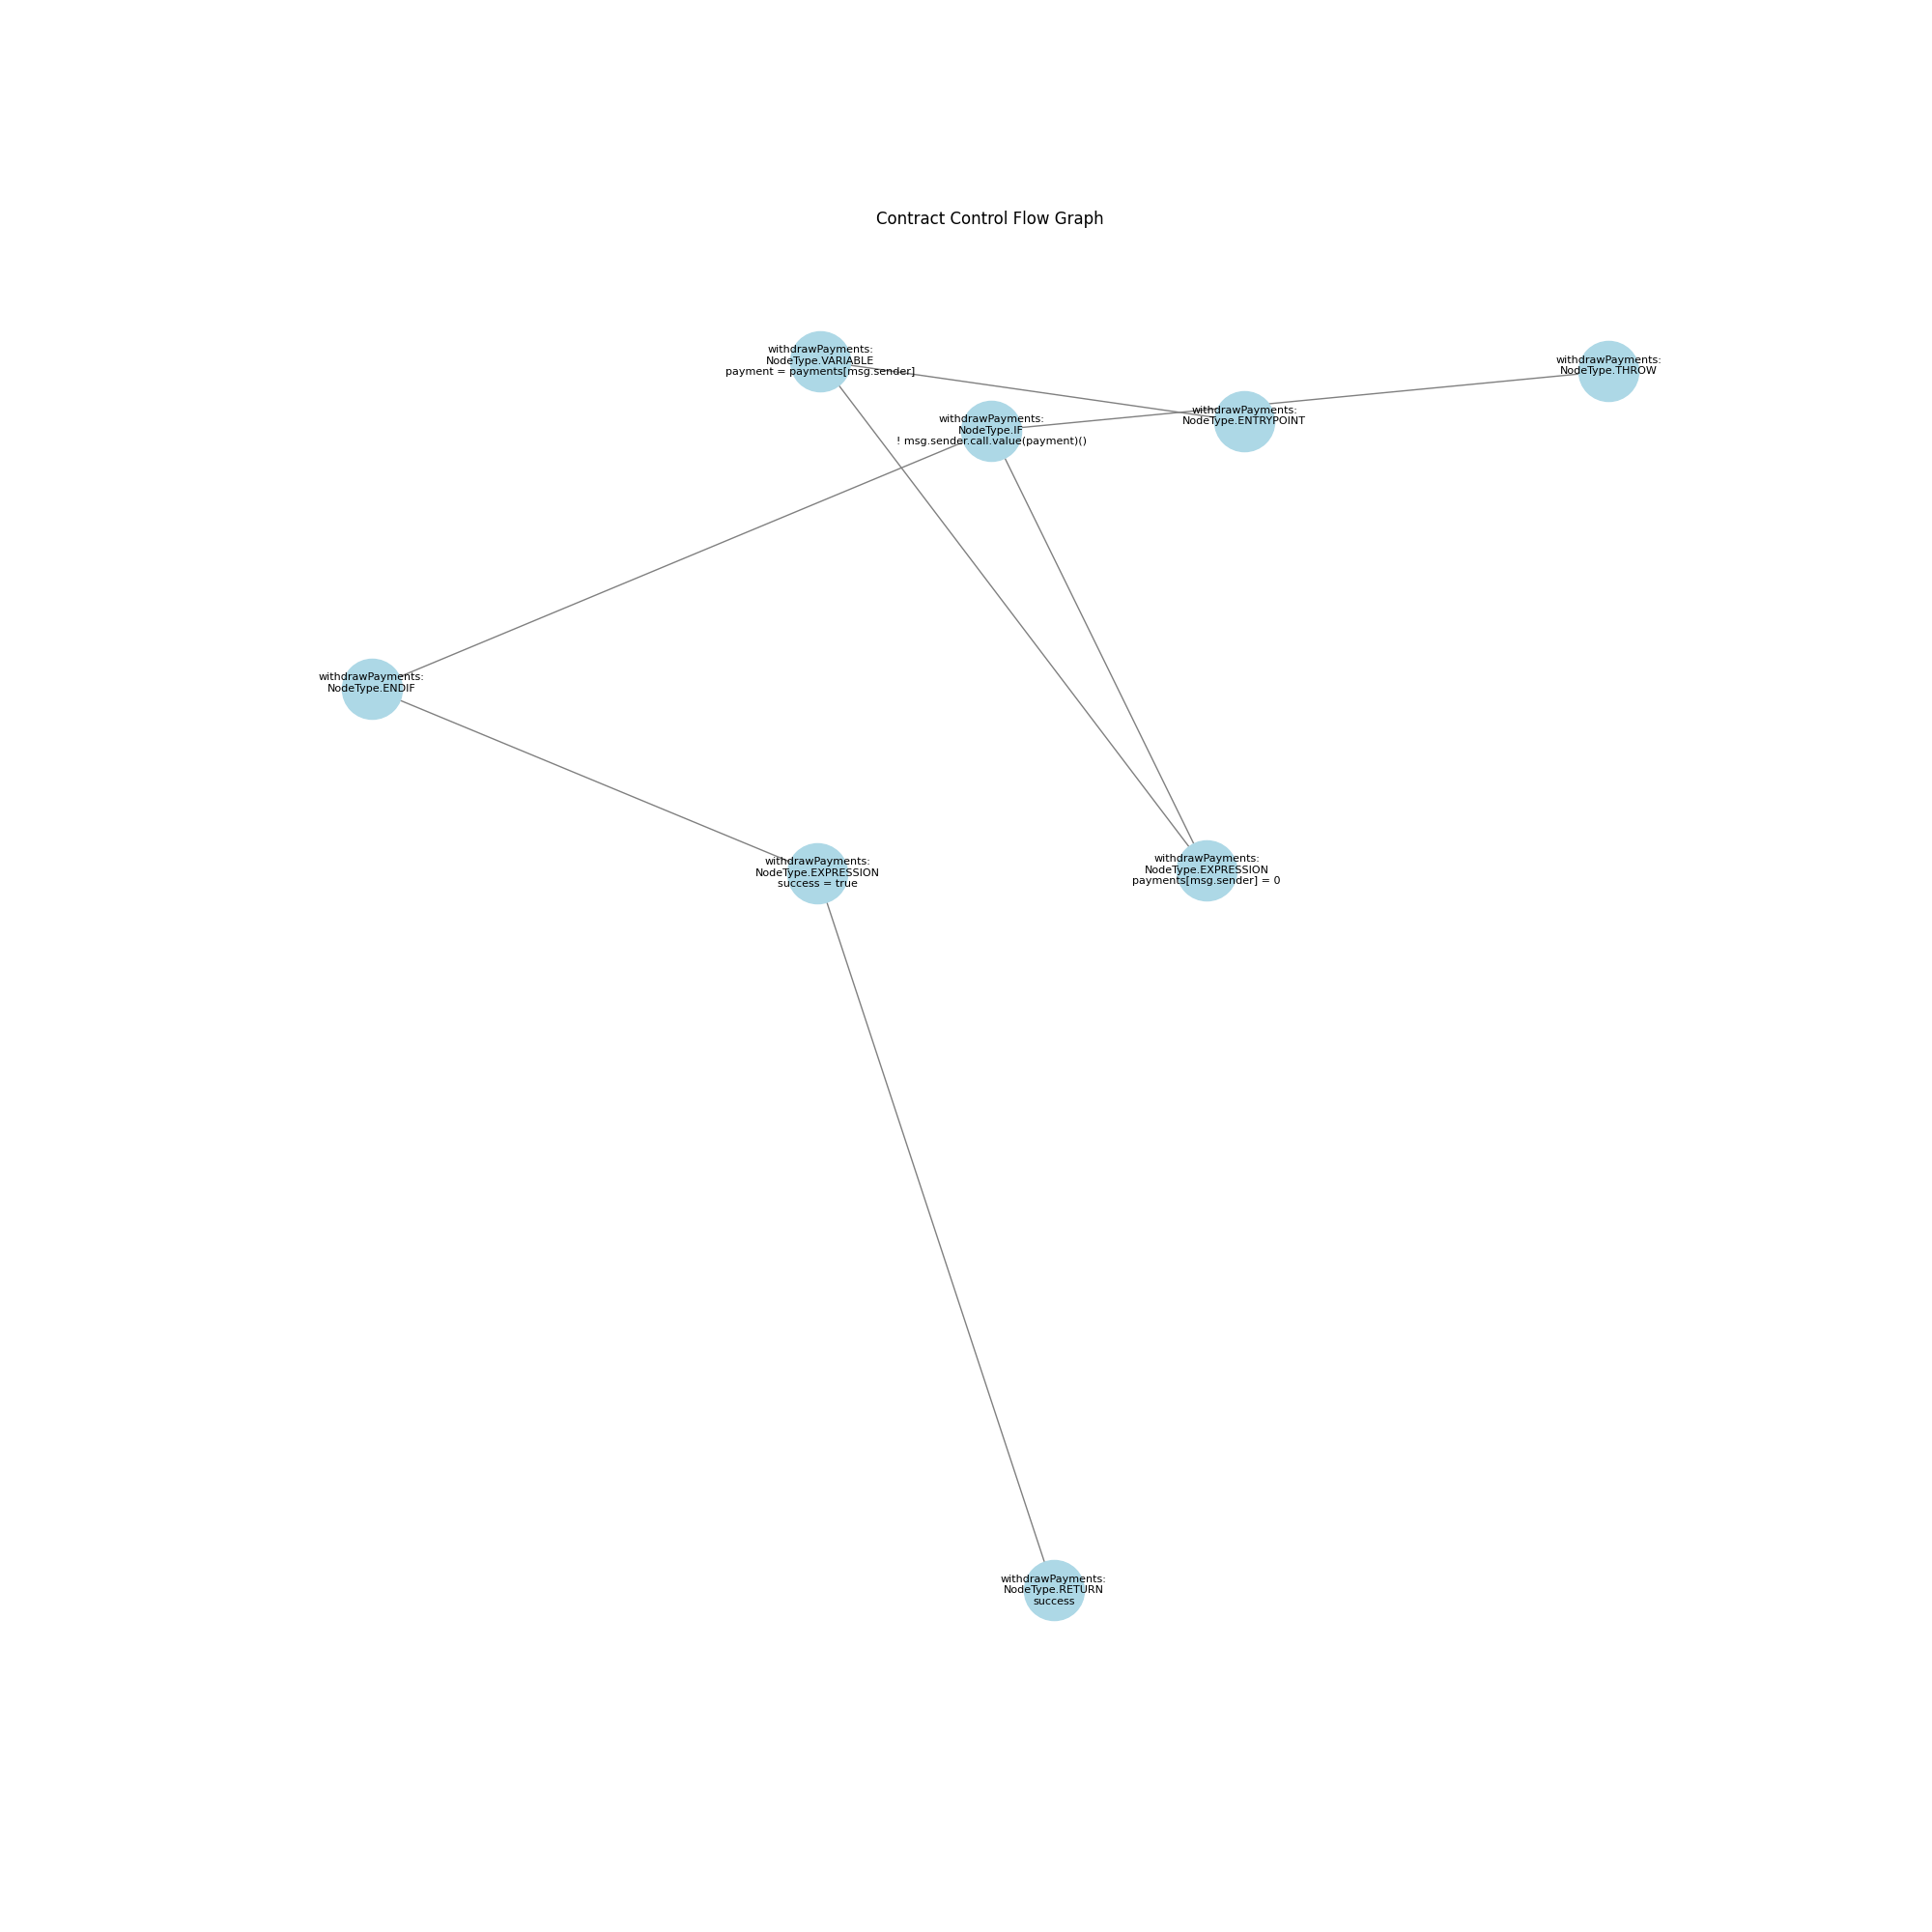 Contract Control Flow Graph
withdrawPayments:
NodeType.VARIABLE
payment = payments[msg.sender]
withdrawPayments:
NodeType.THROW
withdrawPayments:
NodeType.IF
! msg.sender.call.value(payment)()
withdrawPayments:
NodeType.ENTRYPOINT
withdrawPayments:
NodeType.ENDIF
withdrawPayments:
NodeType.EXPRESSION
success = true
withdrawPayments:
NodeType.EXPRESSION
payments[msg.sender] = 0
withdrawPayments:
NodeType.RETURN
success